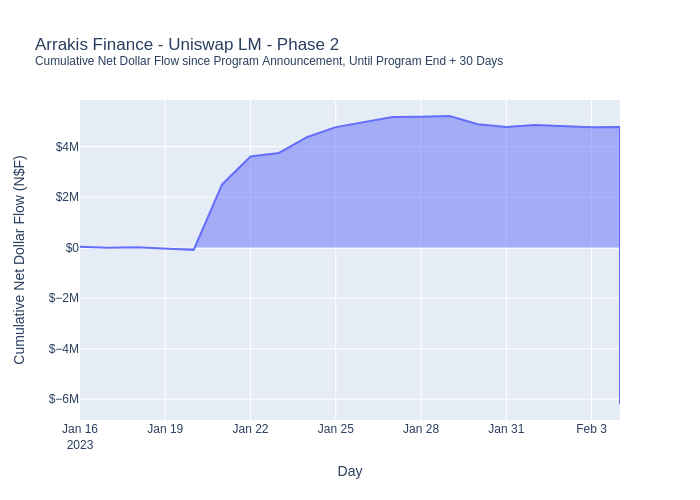 Arrakis Finance - Uniswap LM - Phase 2
Cumulative Net Dollar Flow since Program Announcement, Until Program End + 30 Days
Cumulative Net Dollar Flow (N$F)
$4M
$2M
$0
$−2M
$−4M
$−6M
Jan 16
2023
Jan 19
Jan 22
Jan 25
Jan 28
Jan 31
Feb 3
Day